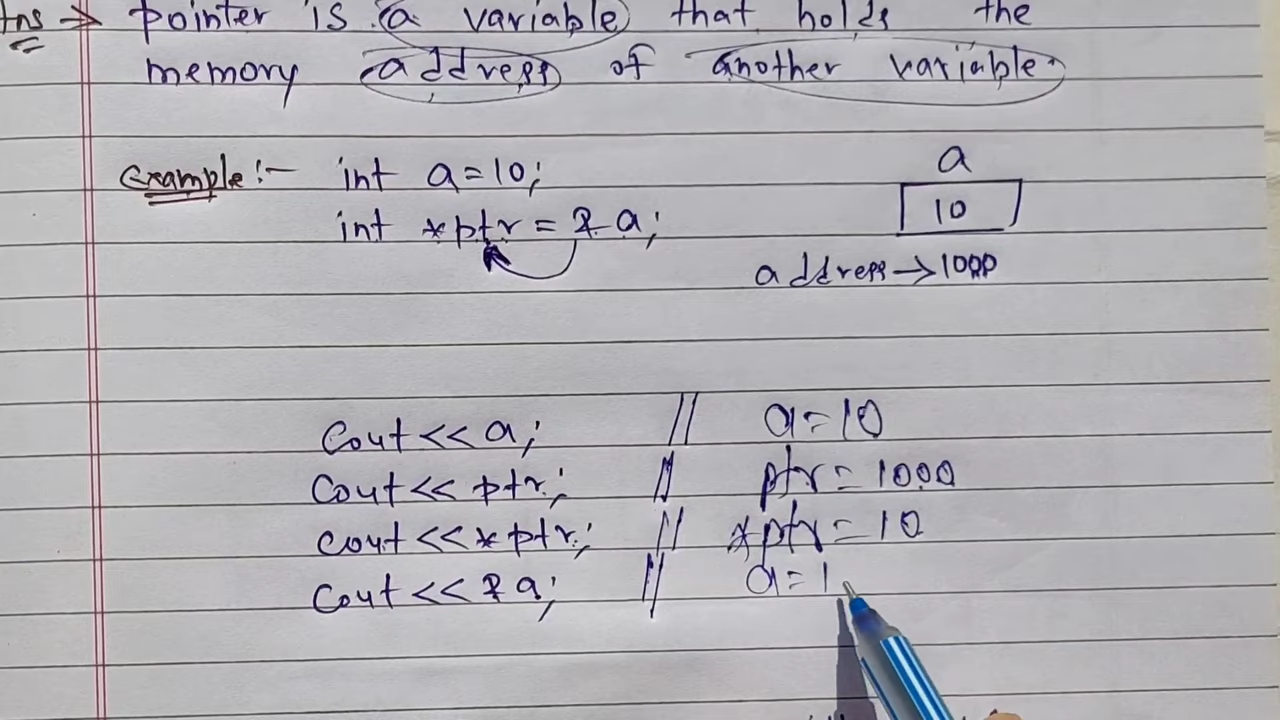 Ans → pointer is a variable that holds the
memory address of another variable.
Example:- int a=10;
int *ptr = & a;
a
10
address → 1000
Cout << a; // a=10
Cout << ptr; // ptr = 1000
Cout << *ptr; // *ptr = 10
Cout << & a; // a=1